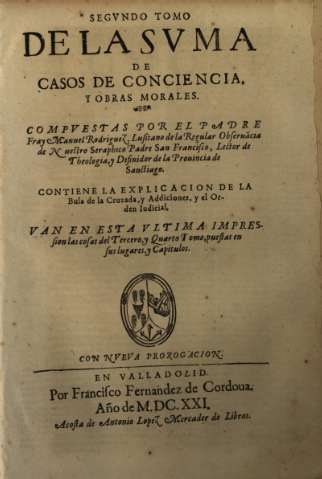 SEGVNDO TOMO
DE LA SVMA
DE
CASOS DE CONCIENCIA,
Y OBRAS MORALES.
COMPVESTAS POR EL PADRE
Fray Manuel Rodriguez, Lusitano de la Regular Obseruãcia
de Nuestro Seraphico Padre San Francisco, Lector de
Theologia, y Difinidor de la Prouincia de
Sanctiago.
CONTIENE LA EXPLICACION DE LA
Bula de la Cruzada, y Addiciones, y el Or-
den Iudicial.
VAN EN ESTA VLTIMA IMPRES-
sion las cosas del Tercero, y Quarto Tomo, puestas en
sus lugares, y Capitulos.
CON NVEVA PROROGACION.
EN VALLADOLID.
Por Francisco Fernandez de Cordoua.
Año de M.DC.XXI.
Acosta de Antonio Lopez Mercader de Libros.